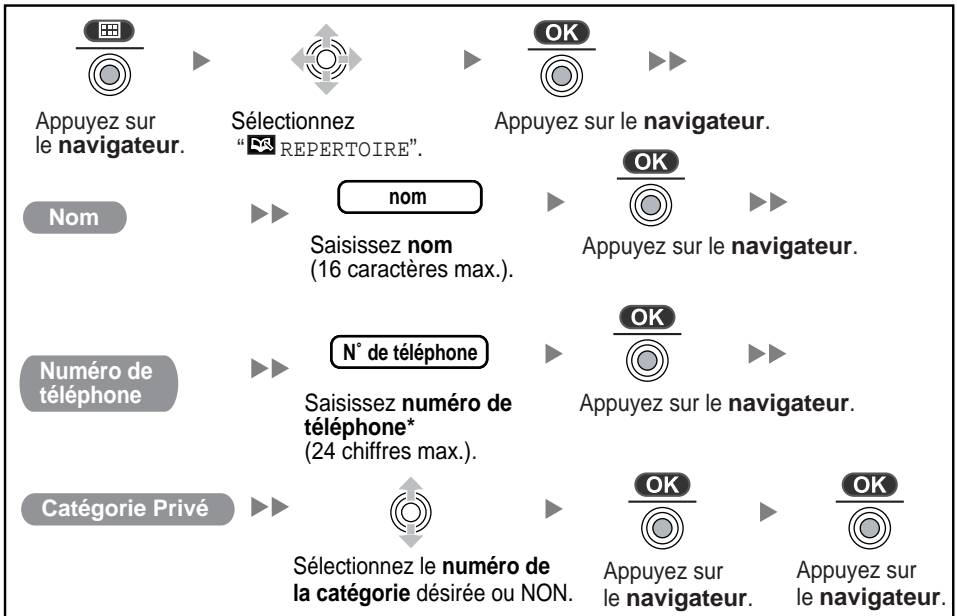 OK
Appuyez sur
le navigateur.
Sélectionnez
“ REPERTOIRE”.
Appuyez sur le navigateur.
Nom
nom
Saisissez nom
(16 caractères max.).
OK
Appuyez sur le navigateur.
Numéro de
téléphone
N° de téléphone
Saisissez numéro de
téléphone*
(24 chiffres max.).
OK
Appuyez sur le navigateur.
Catégorie Privé
Sélectionnez le numéro de
la catégorie désirée ou NON.
OK
Appuyez sur
le navigateur.
OK
Appuyez sur
le navigateur.